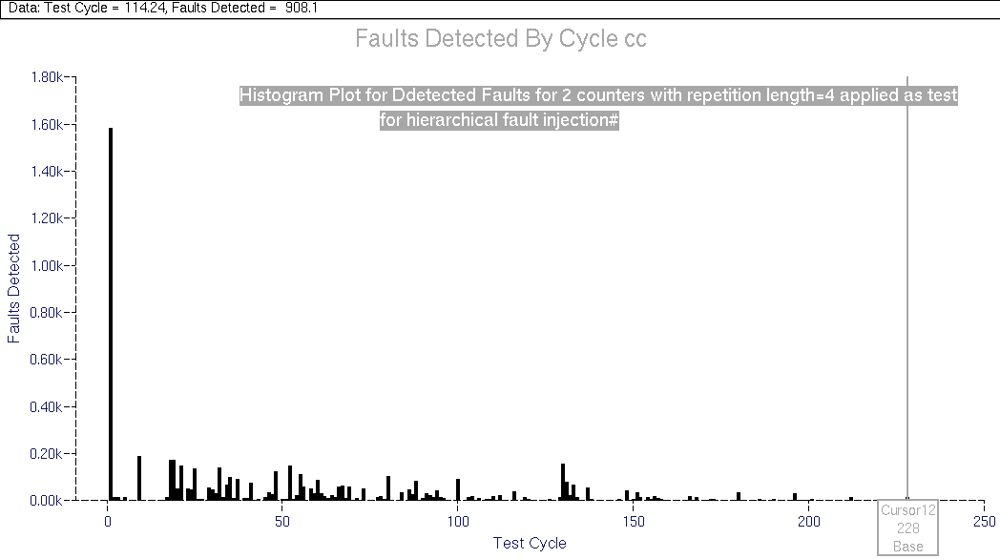 Data: Test Cycle = 114.24, Faults Detected = 908.1
Faults Detected By Cycle cc
Histogram Plot for Ddetected Faults for 2 counters with repetition length=4 applied as test
for hierarchical fault injection#
1.80k
1.60k
1.40k
1.20k
1.00k
0.80k
0.60k
0.40k
0.20k
0.00k
Faults Detected
0 50 100 150 200 250
Test Cycle
Cursor12
228
Base